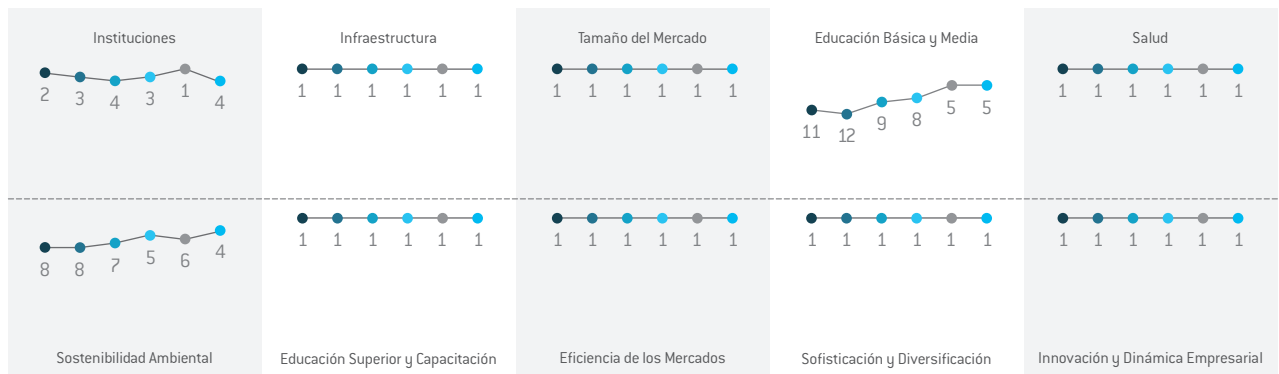 Instituciones
2 3 4 3 1 4
Infraestructura
1 1 1 1 1 1
Tamaño del Mercado
1 1 1 1 1 1
Educación Básica y Media
11 12 9 8 5 5
Salud
1 1 1 1 1 1
8 8 7 5 6 4
Sostenibilidad Ambiental
1 1 1 1 1 1
Educación Superior y Capacitación
1 1 1 1 1 1
Eficiencia de los Mercados
1 1 1 1 1 1
Sofisticación y Diversificación
1 1 1 1 1 1
Innovación y Dinámica Empresarial